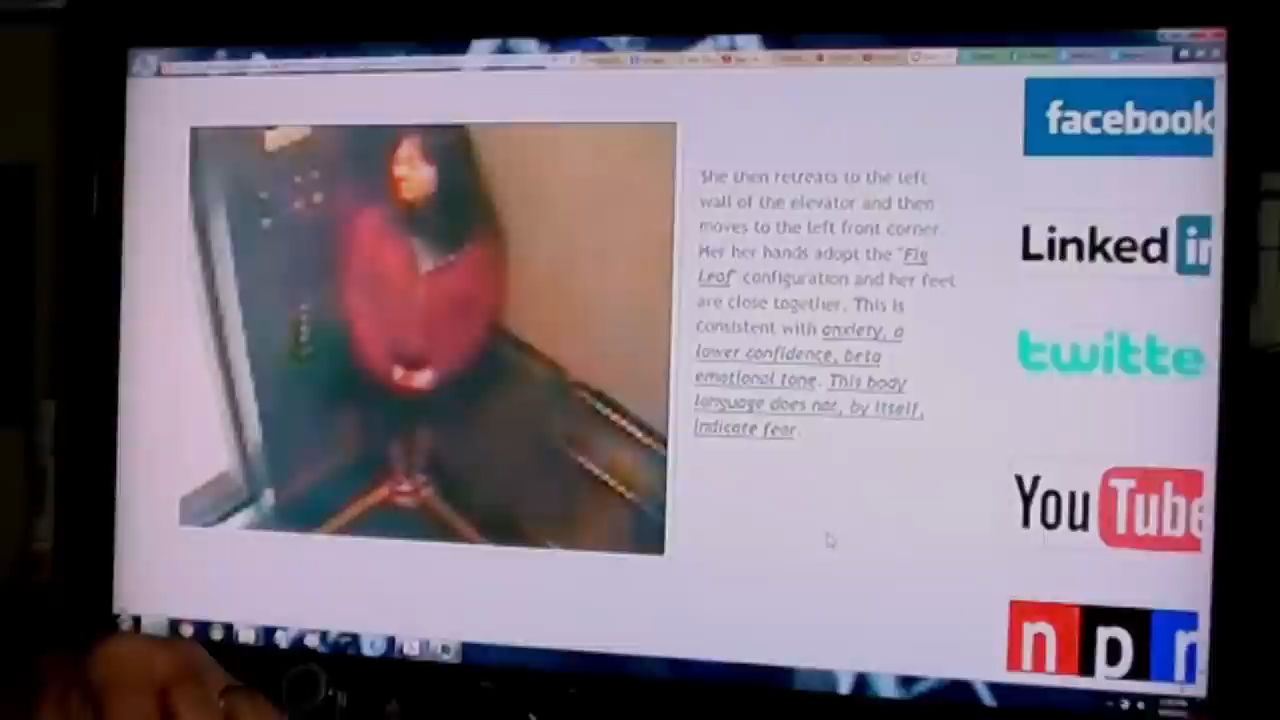 facebook
She then retreats to the left
wall of the elevator and then
moves to the left front corner.
Her her hands adopt the "Fig
Leaf" configuration and her feet
are close together. This is
consistent with anxiety, a
lower confidence, beta
emotional tone. This body
language does not, by itself,
indicate fear.
Linked in
twitte
YouTube
npr